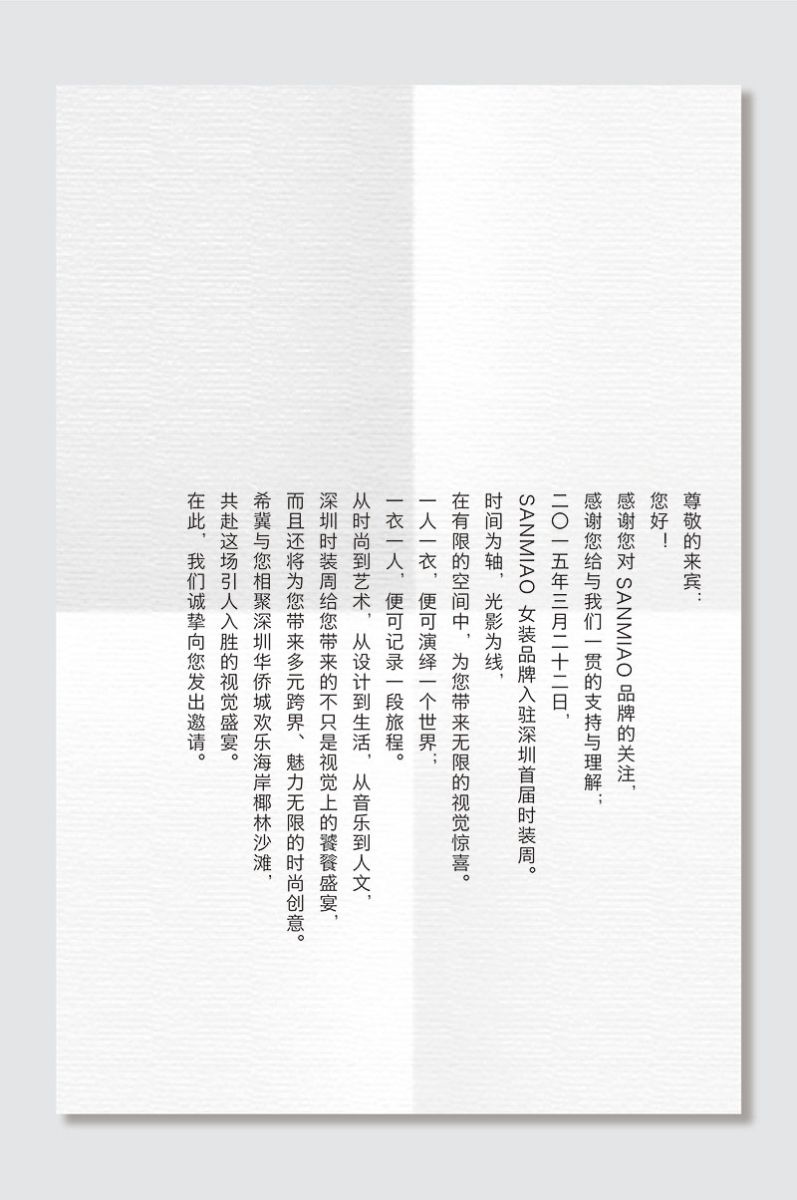 尊敬的来宾：
您好！
感谢您对 SANMIAO 品牌的关注，
感谢您给与我们一贯的支持与理解；
二〇一五年三月二十二日，
SANMIAO 女装品牌入驻深圳首届时装周。
时间为轴，光影为线，
在有限的空间中，为您带来无限的视觉惊喜。
一人一衣，便可演绎一个世界；
一衣一人，便可记录一段旅程。
从时尚到艺术，从设计到生活，从音乐到人文，
深圳时装周给您带来的不只是视觉上的饕餮盛宴，
而且还将为您带来多元跨界、魅力无限的时尚创意。
希冀与您相聚深圳华侨城欢乐海岸椰林沙滩，
共赴这场引人入胜的视觉盛宴。
在此，我们诚挚向您发出邀请。